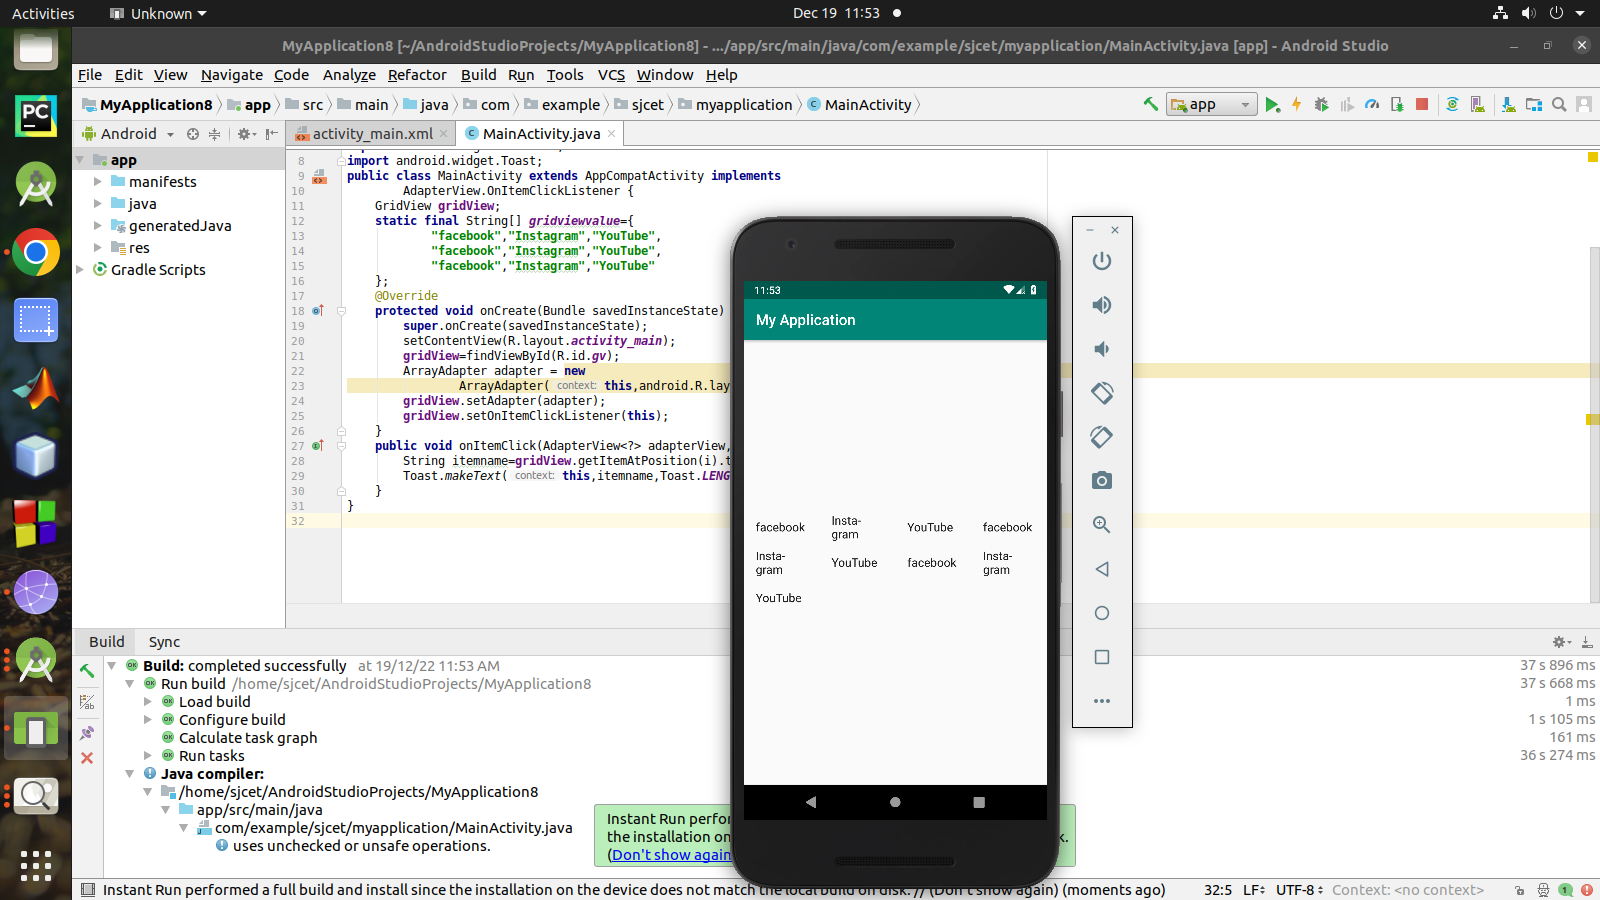 Activities
Unknown
Dec 19 11:53
MyApplication8 [~/AndroidStudioProjects/MyApplication8] - .../app/src/main/java/com/example/sjcet/myapplication/MainActivity.java [app] - Android Studio
File Edit View Navigate Code Analyze Refactor Build Run Tools VCS Window Help
MyApplication8 app src main java com example sjcet myapplication MainActivity
app
Android
activity_main.xml
MainActivity.java
app
manifests
java
generatedJava
res
Gradle Scripts
8 import android.widget.Toast;
9 public class MainActivity extends AppCompatActivity implements
10 AdapterView.OnItemClickListener {
11 GridView gridView;
12 static final String[] gridviewvalue={
13 "facebook","Instagram","YouTube",
14 "facebook","Instagram","YouTube",
15 "facebook","Instagram","YouTube"
16 };
17 @Override
18 protected void onCreate(Bundle savedInstanceState)
19 super.onCreate(savedInstanceState);
20 setContentView(R.layout.activity_main);
21 gridView=findViewById(R.id.gv);
22 ArrayAdapter adapter = new
23 ArrayAdapter( context: this,android.R.lay
24 gridView.setAdapter(adapter);
25 gridView.setOnItemClickListener(this);
26 }
27 public void onItemClick(AdapterView<?> adapterView,
28 String itemname=gridView.getItemAtPosition(i).t
29 Toast.makeText( context: this,itemname,Toast.LENG
30 }
31 }
32
11:53
My Application
facebook Insta-gram YouTube facebook
Insta-gram YouTube facebook Insta-gram
YouTube
Build Sync
Build: completed successfully at 19/12/22 11:53 AM 37 s 896 ms
Run build /home/sjcet/AndroidStudioProjects/MyApplication8 37 s 668 ms
Load build 1 ms
Configure build 1 s 105 ms
Calculate task graph 161 ms
Run tasks 36 s 274 ms
Java compiler:
/home/sjcet/AndroidStudioProjects/MyApplication8
app/src/main/java
com/example/sjcet/myapplication/MainActivity.java
uses unchecked or unsafe operations.
Instant Run perfor
the installation on k.
(Don't show again
Instant Run performed a full build and install since the installation on the device does not match the local build on disk. // (Don't show again) (moments ago) 32:5 LF UTF-8 Context: <no context>